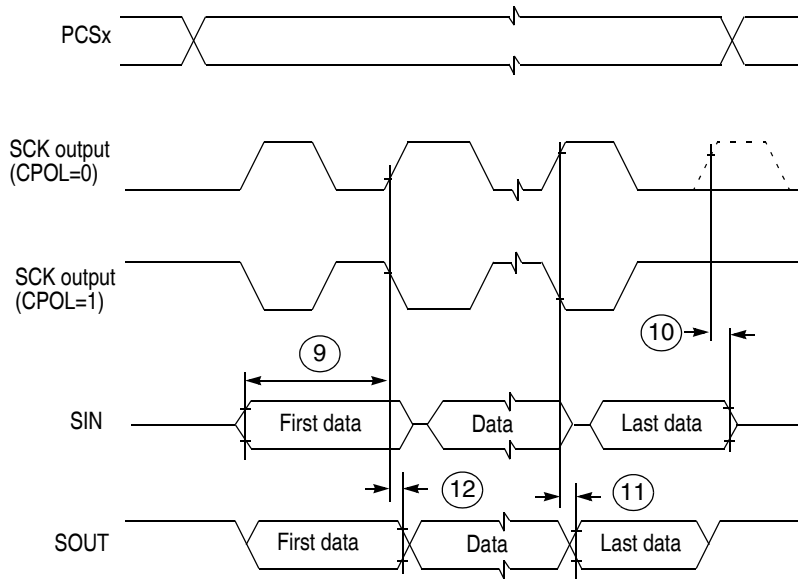 PCSx
SCK output
(CPOL=0)
SCK output
(CPOL=1)
10
9
SIN
First data
Data
Last data
12
11
SOUT
First data
Data
Last data